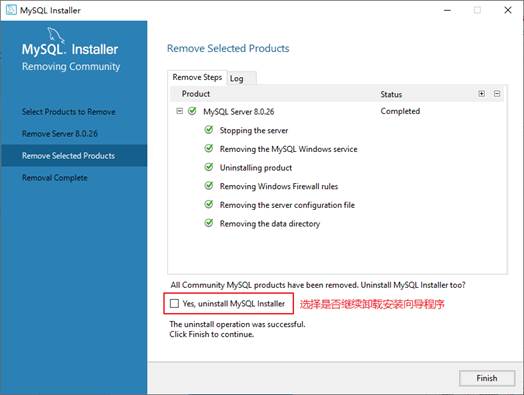 MySQL Installer
MySQL. Installer
Removing Community
Select Products to Remove
Remove Server 8.0.26
Remove Selected Products
Removal Complete
Remove Selected Products
Remove Steps Log
Product Status
MySQL Server 8.0.26 Completed
Stopping the server
Removing the MySQL Windows service
Uninstalling product
Removing Windows Firewall rules
Removing the server configuration file
Removing the data directory
All Community MySQL products have been removed. Uninstall MySQL Installer too?
Yes, uninstall MySQL Installer 选择是否继续卸载安装向导程序
The uninstall operation was successful.
Click Finish to continue.
Finish